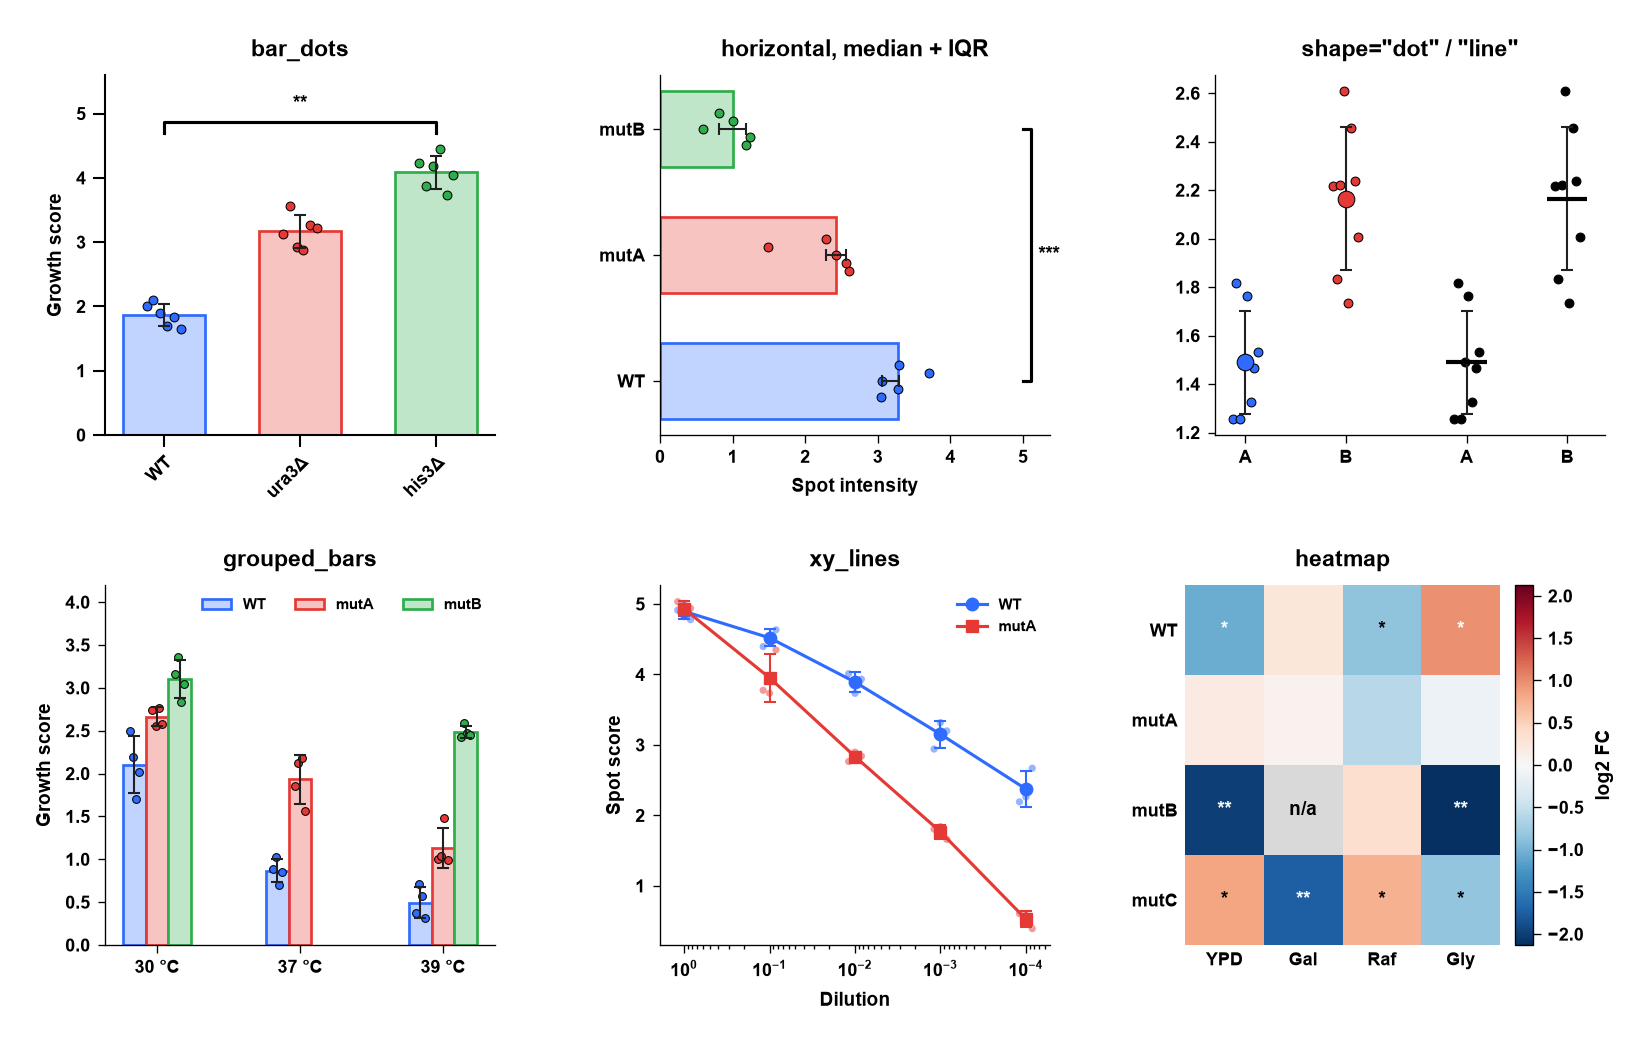 bar_dots
**
5
4
3
2
1
0
Growth score
WT
ura3Δ
his3Δ
horizontal, median + IQR
mutB
mutA
WT
***
0 1 2 3 4 5
Spot intensity
shape="dot" / "line"
2.6
2.4
2.2
2.0
1.8
1.6
1.4
1.2
A B A B
grouped_bars
WT mutA mutB
4.0
3.5
3.0
2.5
2.0
1.5
1.0
0.5
0.0
Growth score
30 °C 37 °C 39 °C
xy_lines
WT
mutA
5
4
3
2
1
Spot score
10⁰ 10⁻¹ 10⁻² 10⁻³ 10⁻⁴
Dilution
heatmap
WT * * *
mutA
mutB ** n/a **
mutC * ** * *
YPD Gal Raf Gly
2.0
1.5
1.0
0.5
0.0
−0.5
−1.0
−1.5
−2.0
log2 FC